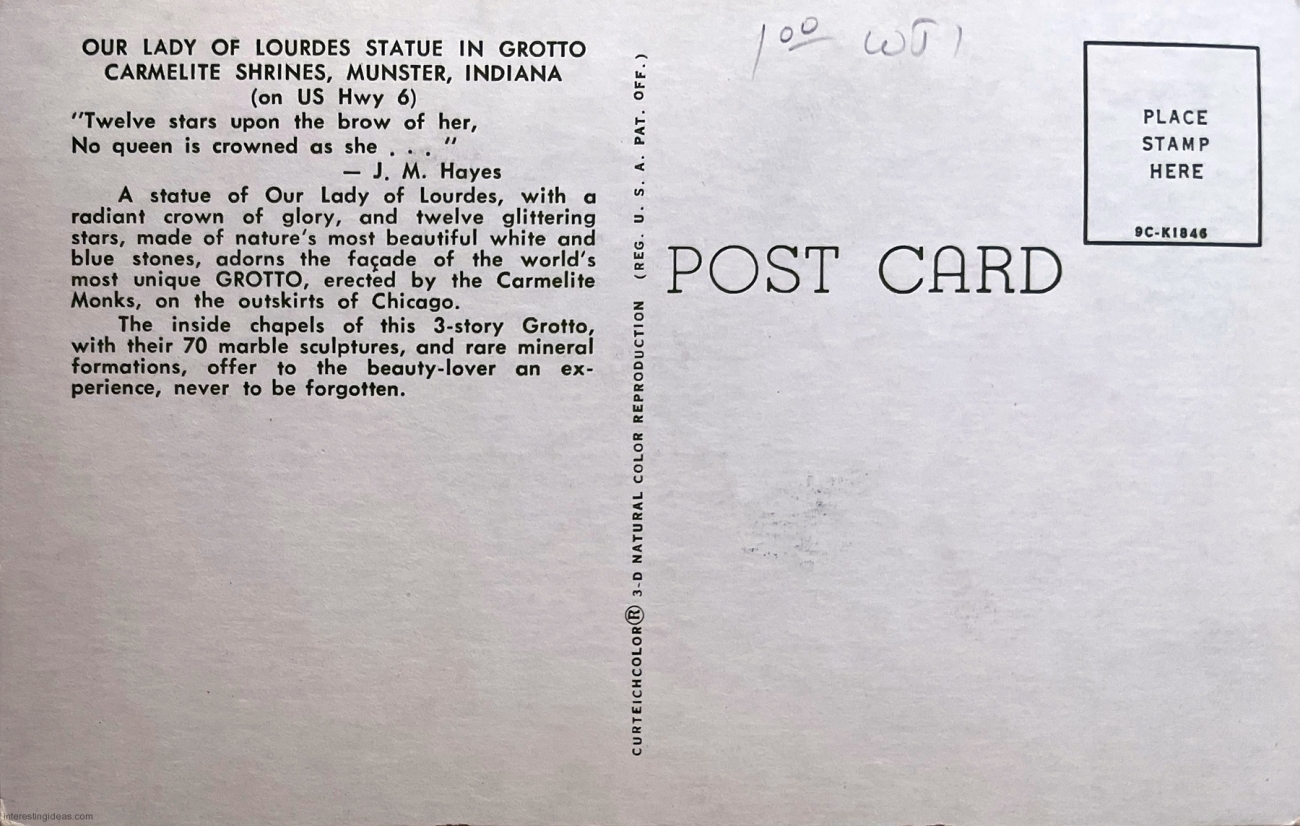 OUR LADY OF LOURDES STATUE IN GROTTO
CARMELITE SHRINES, MUNSTER, INDIANA
(on US Hwy 6)
"Twelve stars upon the brow of her,
No queen is crowned as she . . . "
— J. M. Hayes
A statue of Our Lady of Lourdes, with a
radiant crown of glory, and twelve glittering
stars, made of nature's most beautiful white and
blue stones, adorns the façade of the world's
most unique GROTTO, erected by the Carmelite
Monks, on the outskirts of Chicago.
The inside chapels of this 3-story Grotto,
with their 70 marble sculptures, and rare mineral
formations, offer to the beauty-lover an ex-
perience, never to be forgotten.
CURTEICHCOLOR® 3-D NATURAL COLOR REPRODUCTION (REG. U. S. A. PAT. OFF.)
1.00
POST CARD
PLACE
STAMP
HERE
9C-K1846
interestingideas.com